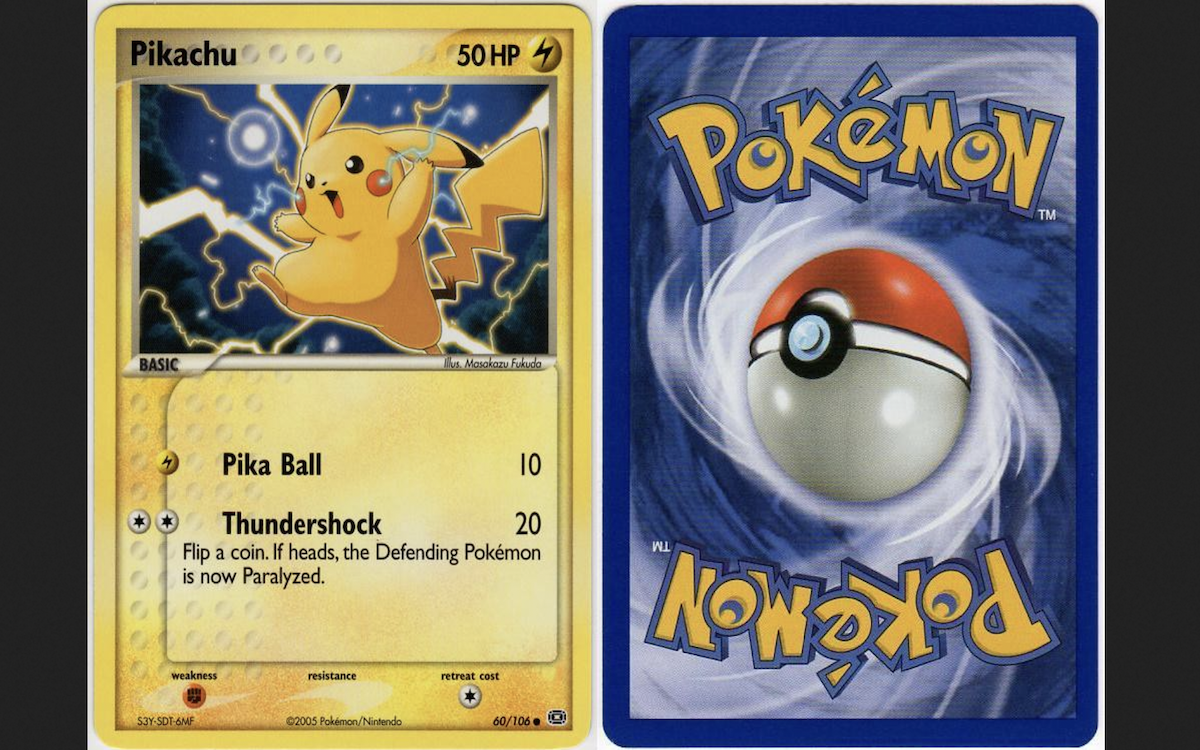 Pikachu 50 HP
BASIC Illus. Masakazu Fukuda
Pika Ball 10
Thundershock 20
Flip a coin. If heads, the Defending Pokémon
is now Paralyzed.
weakness resistance retreat cost
S3Y-SDT-6MF ©2005 Pokémon/Nintendo 60/106
POKéMON
TM
TM
POKéMON